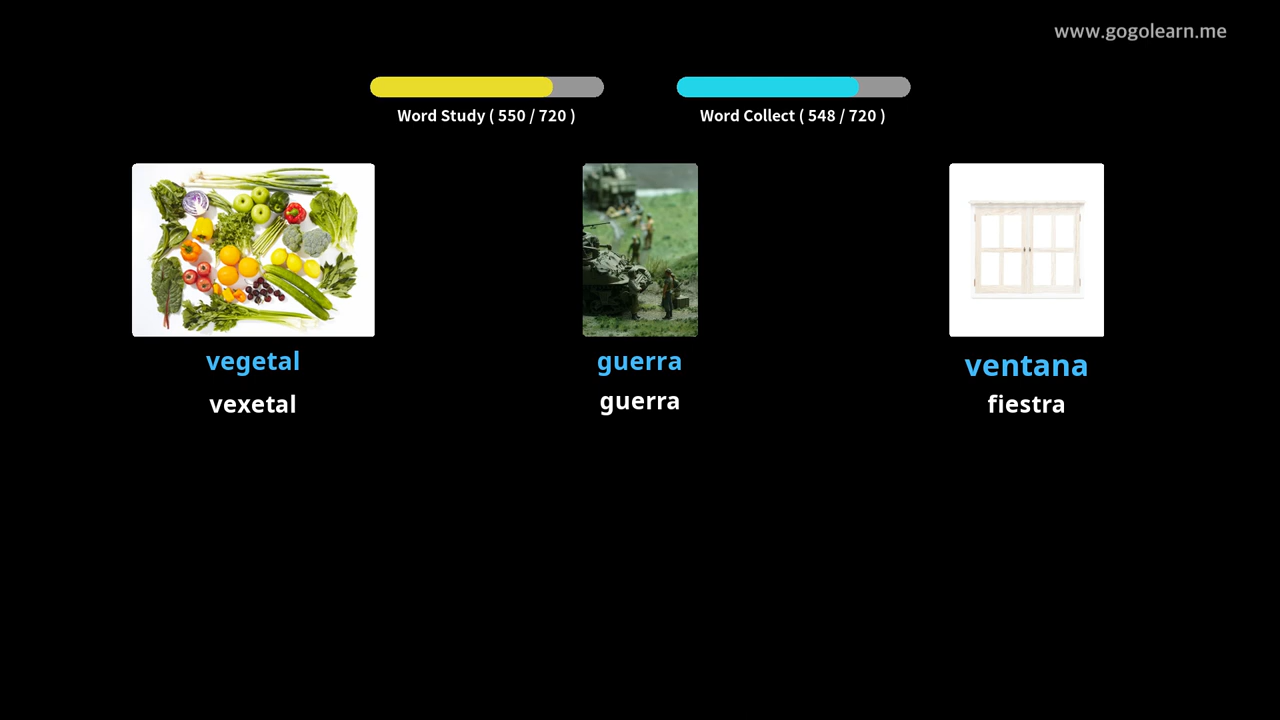 www.gogolearn.me
Word Study ( 550 / 720 )
Word Collect ( 548 / 720 )
vegetal
vexetal
guerra
guerra
ventana
fiestra